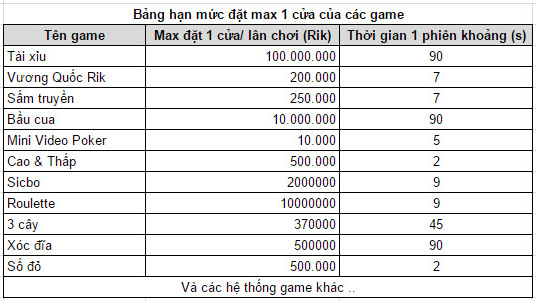 Bảng hạn mức đặt max 1 cửa của các game
Tên game Max đặt 1 cửa/ lần chơi (Rik) Thời gian 1 phiên khoảng (s)
Tài xỉu 100.000.000 90
Vương Quốc Rik 200.000 7
Sấm truyền 250.000 7
Bầu cua 10.000.000 90
Mini Video Poker 10.000 5
Cao & Thấp 500.000 2
Sicbo 2000000 9
Roulette 10000000 9
3 cây 370000 45
Xóc đĩa 500000 90
Số đỏ 500.000 2
Và các hệ thống game khác ..